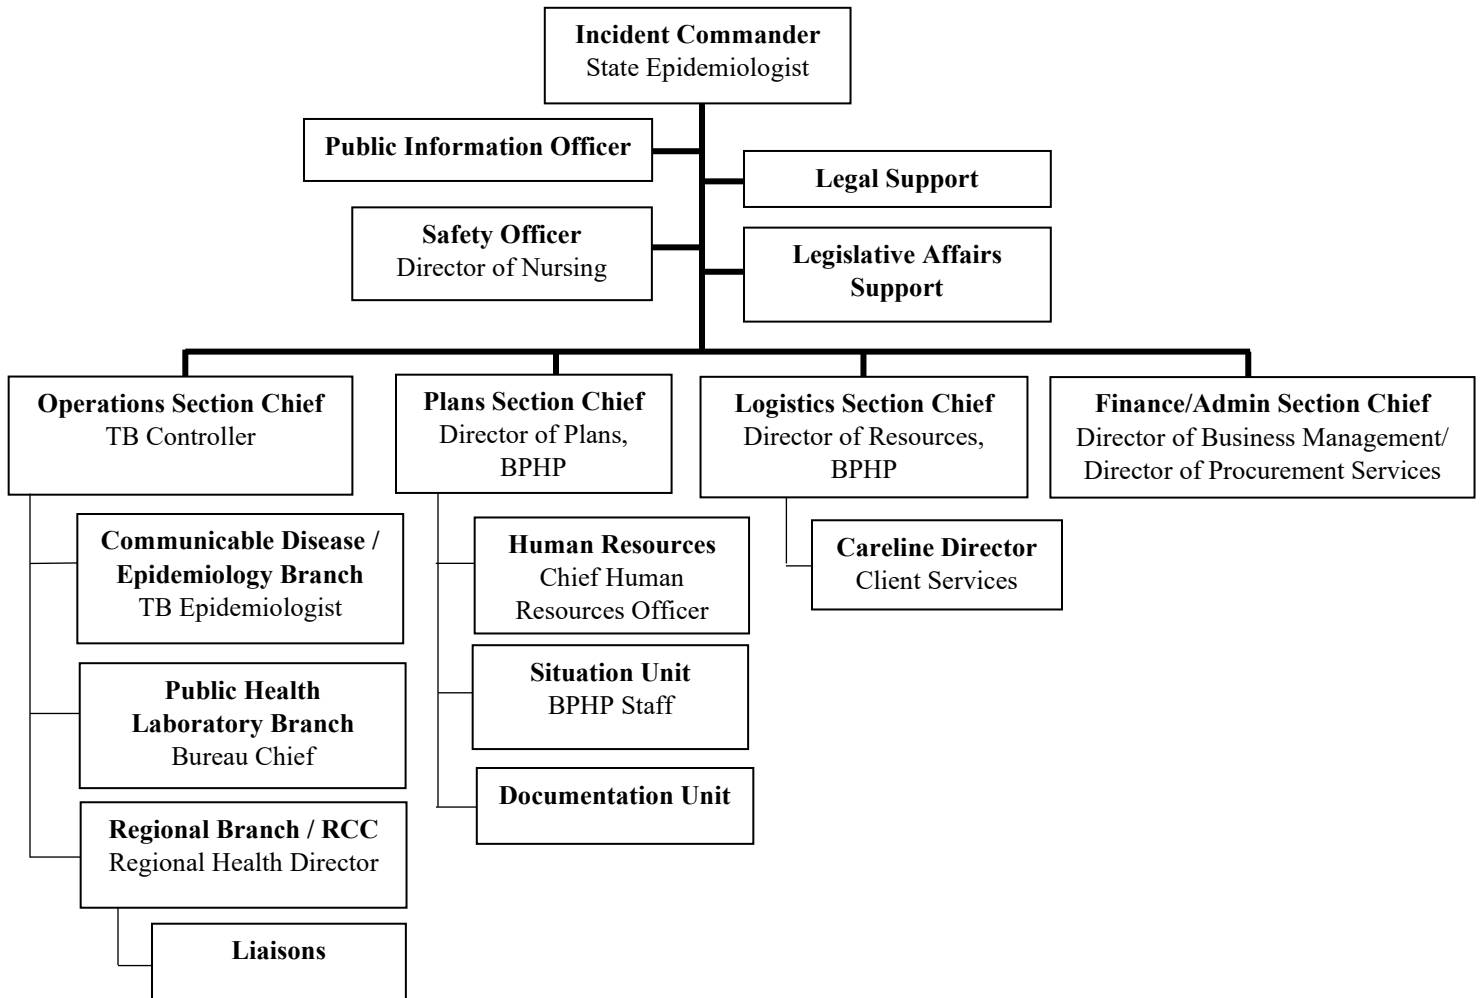 Incident Commander
State Epidemiologist
Public Information Officer
Legal Support
Safety Officer
Director of Nursing
Legislative Affairs
Support
Operations Section Chief
TB Controller
Plans Section Chief
Director of Plans,
BPHP
Logistics Section Chief
Director of Resources,
BPHP
Finance/Admin Section Chief
Director of Business Management/
Director of Procurement Services
Communicable Disease /
Epidemiology Branch
TB Epidemiologist
Public Health
Laboratory Branch
Bureau Chief
Regional Branch / RCC
Regional Health Director
Liaisons
Human Resources
Chief Human
Resources Officer
Situation Unit
BPHP Staff
Documentation Unit
Careline Director
Client Services